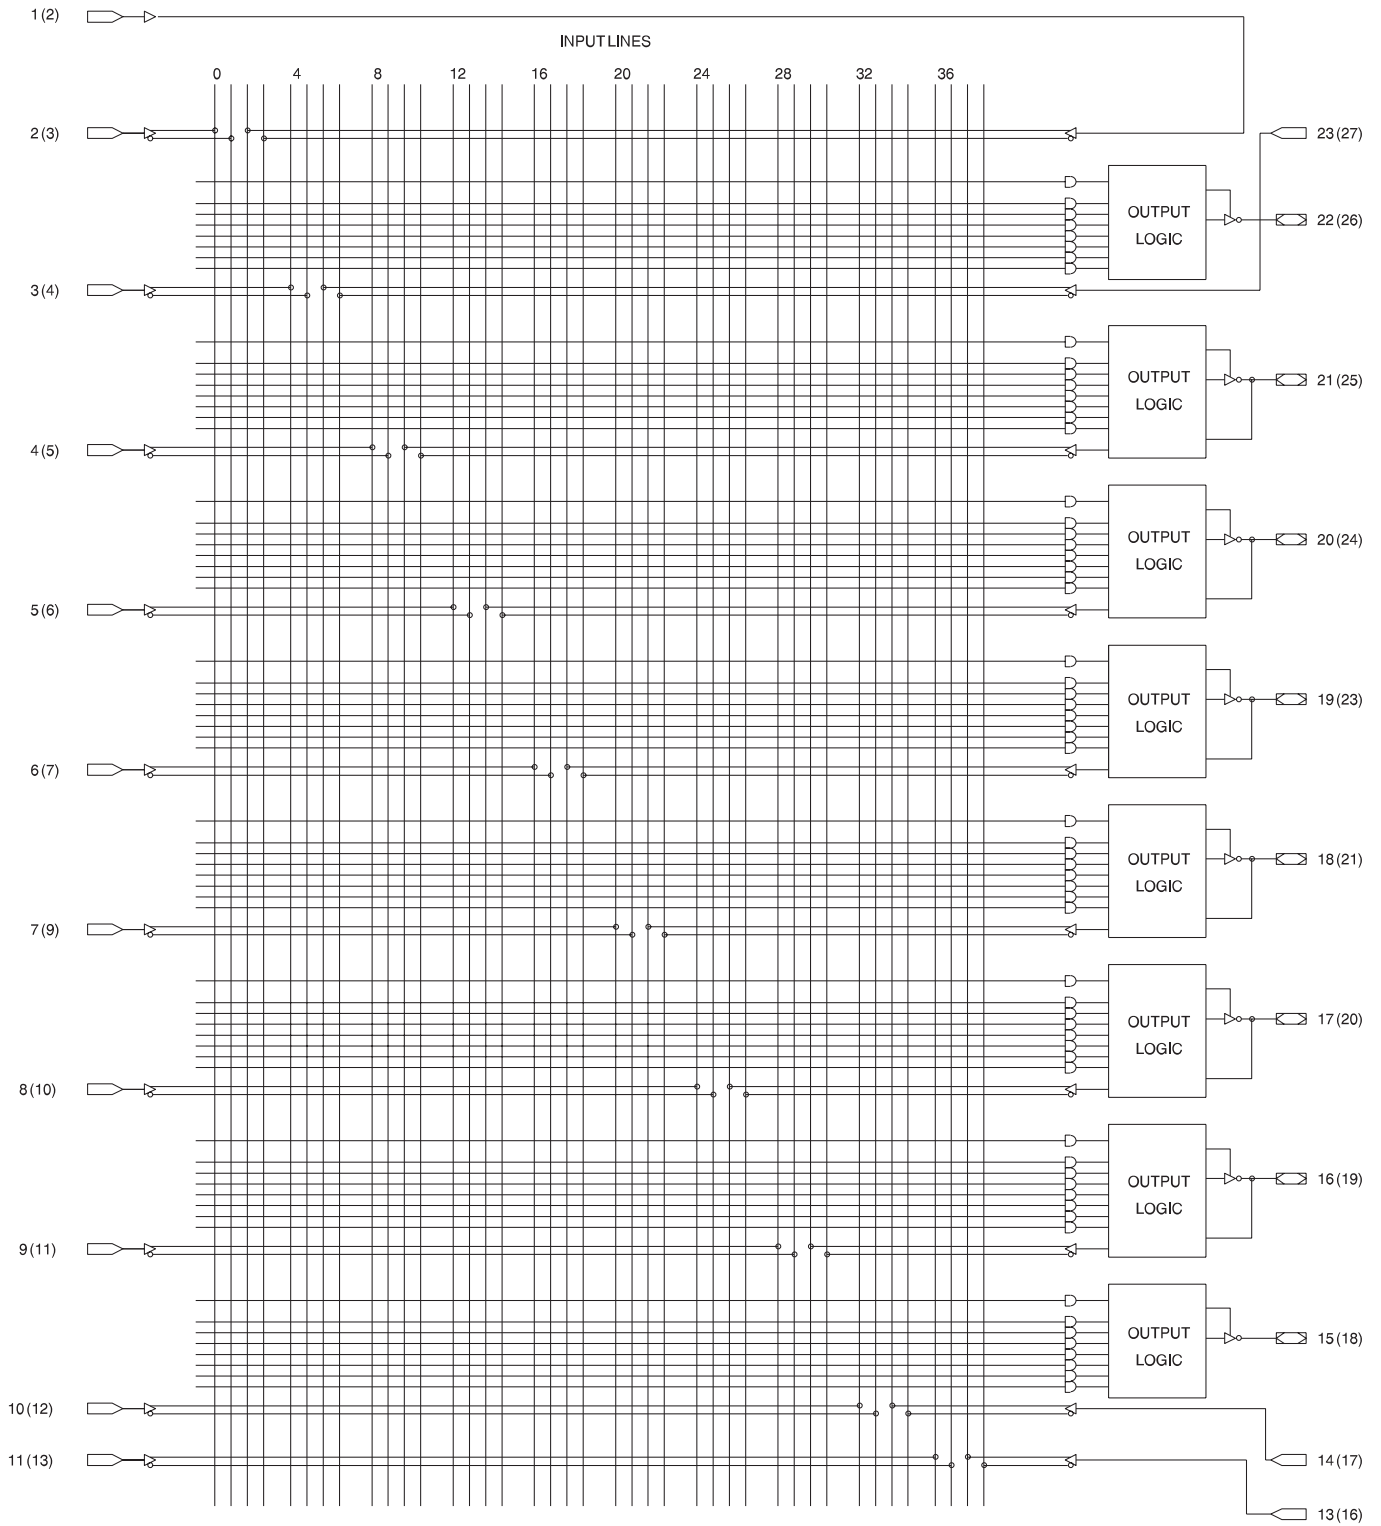 1 (2)
INPUT LINES
0 4 8 12 16 20 24 28 32 36
2 (3)
23 (27)
OUTPUT
LOGIC
22 (26)
3 (4)
OUTPUT
LOGIC
21 (25)
4 (5)
OUTPUT
LOGIC
20 (24)
5 (6)
OUTPUT
LOGIC
19 (23)
6 (7)
OUTPUT
LOGIC
18 (21)
7 (9)
OUTPUT
LOGIC
17 (20)
8 (10)
OUTPUT
LOGIC
16 (19)
9 (11)
OUTPUT
LOGIC
15 (18)
10 (12)
11 (13)
14 (17)
13 (16)